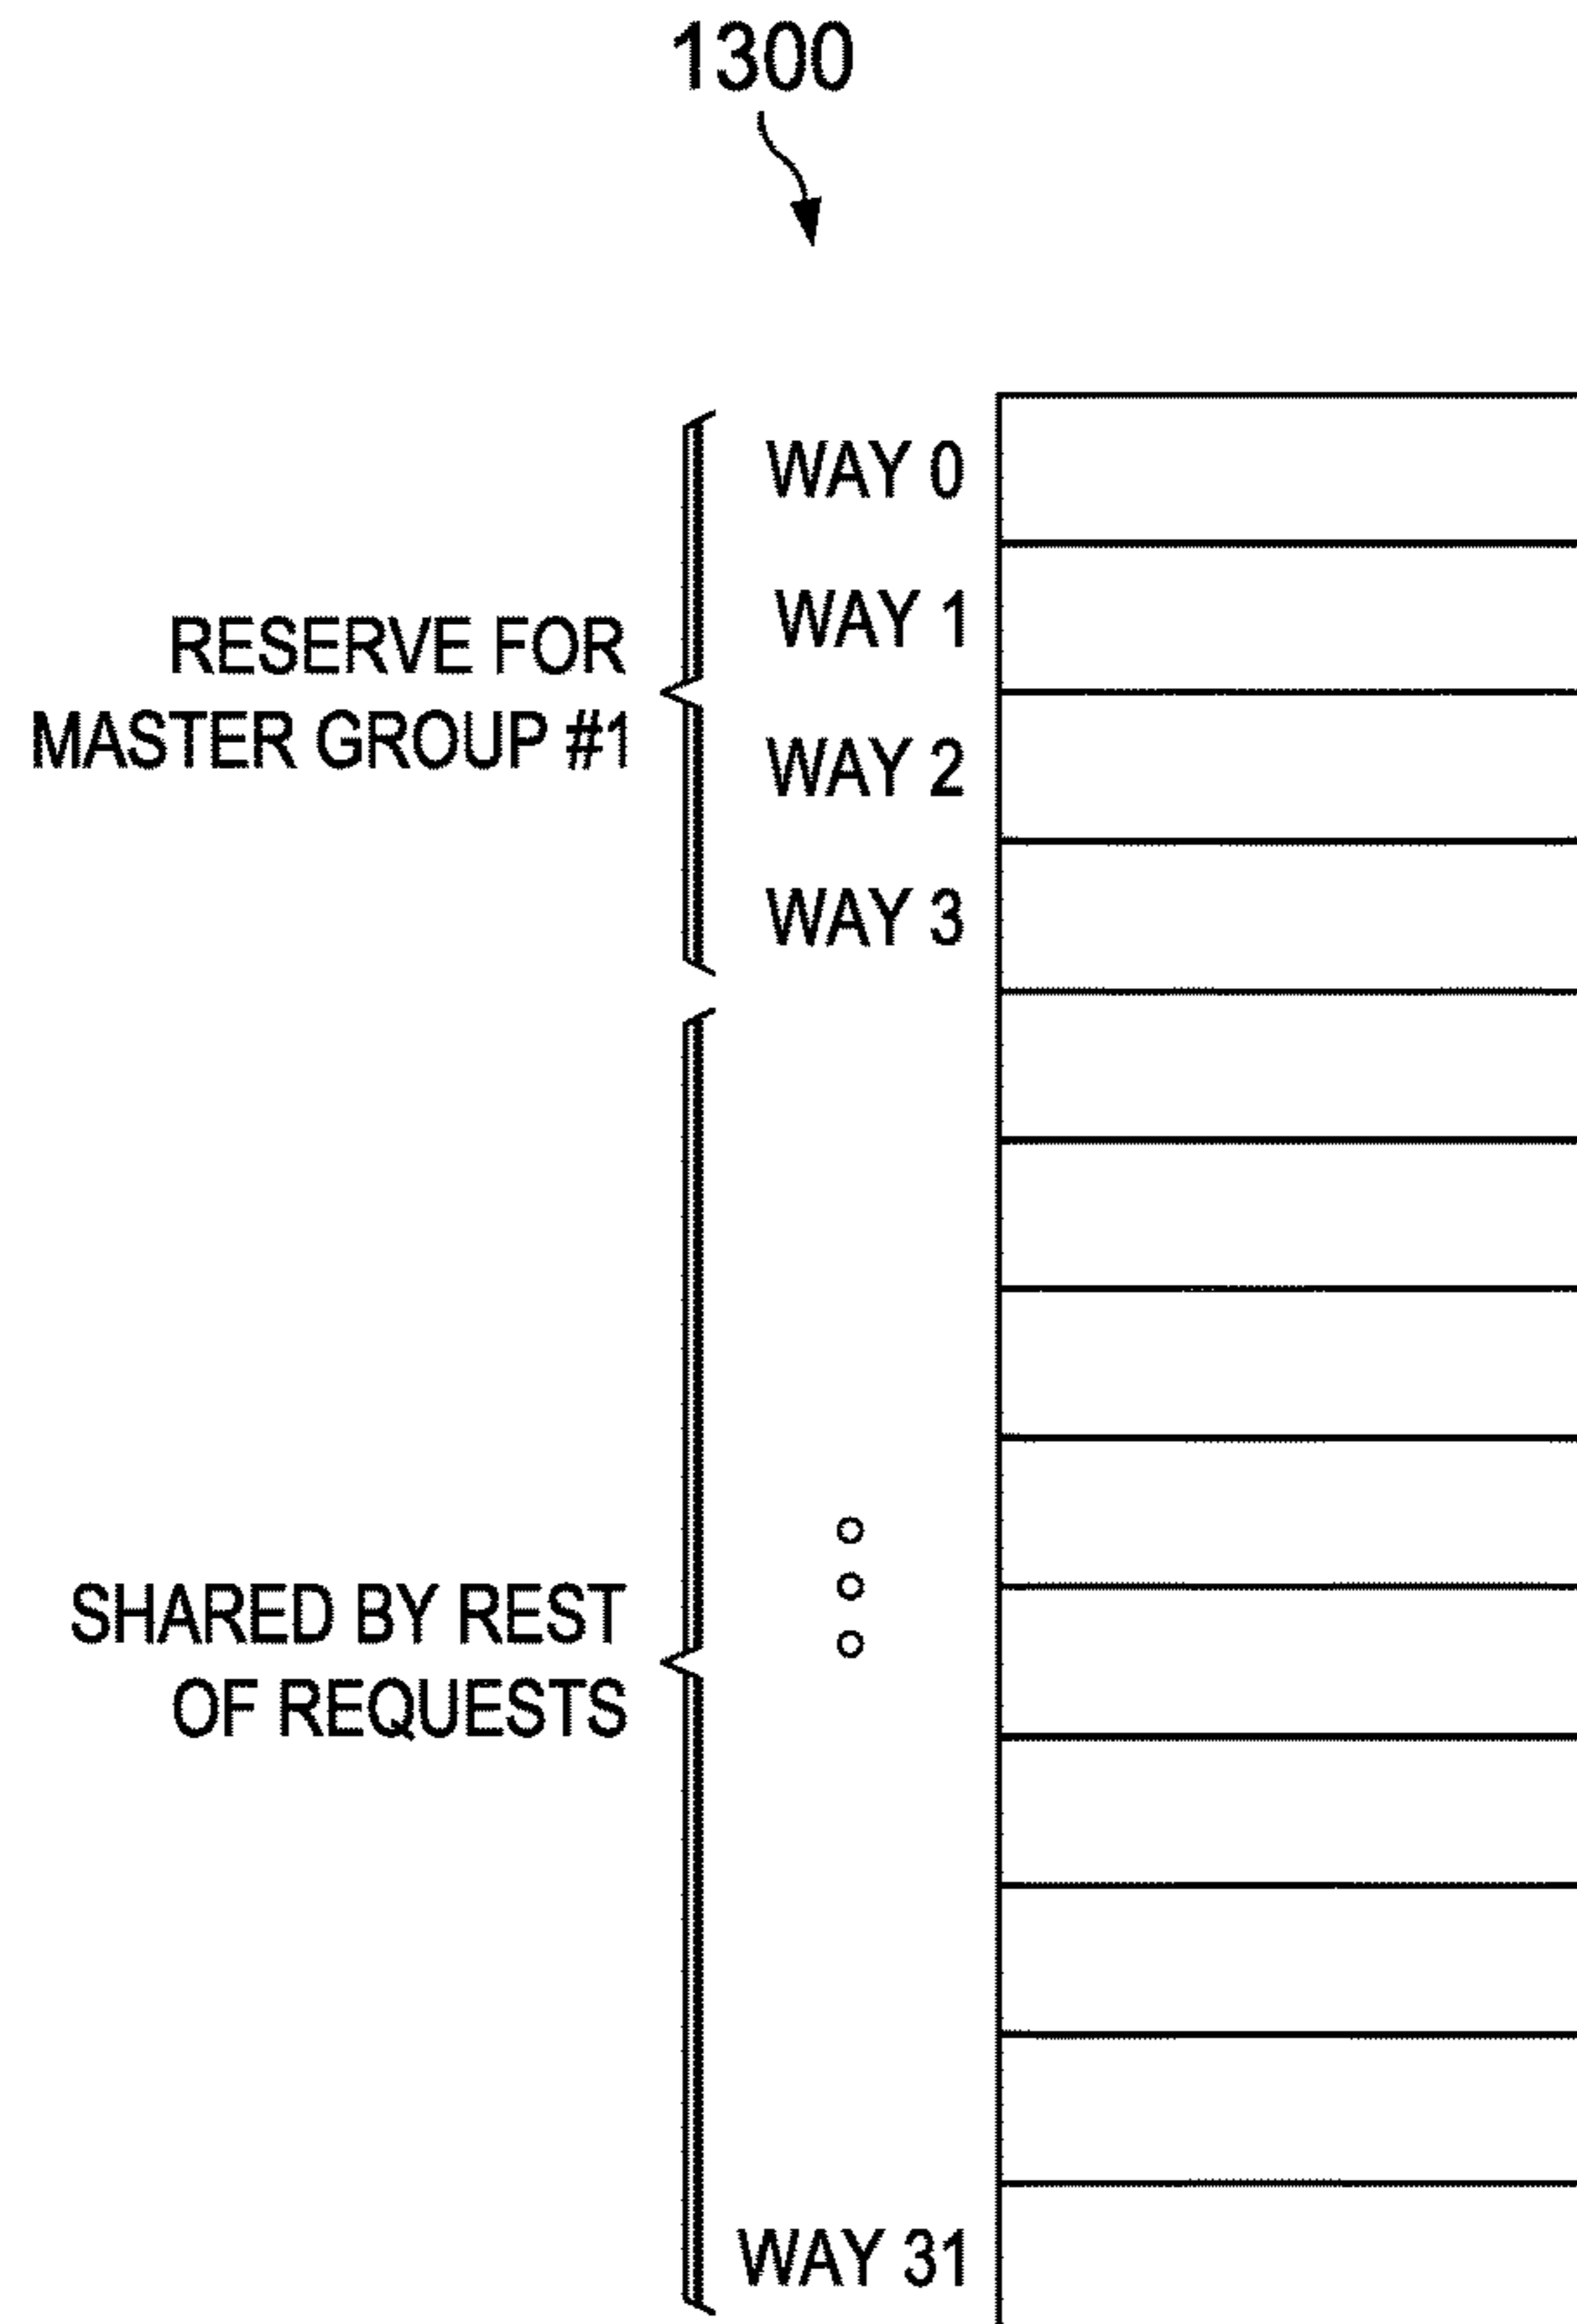 1300
WAY 0
WAY 1
RESERVE FOR
MASTER GROUP #1
WAY 2
WAY 3
SHARED BY REST
OF REQUESTS
WAY 31